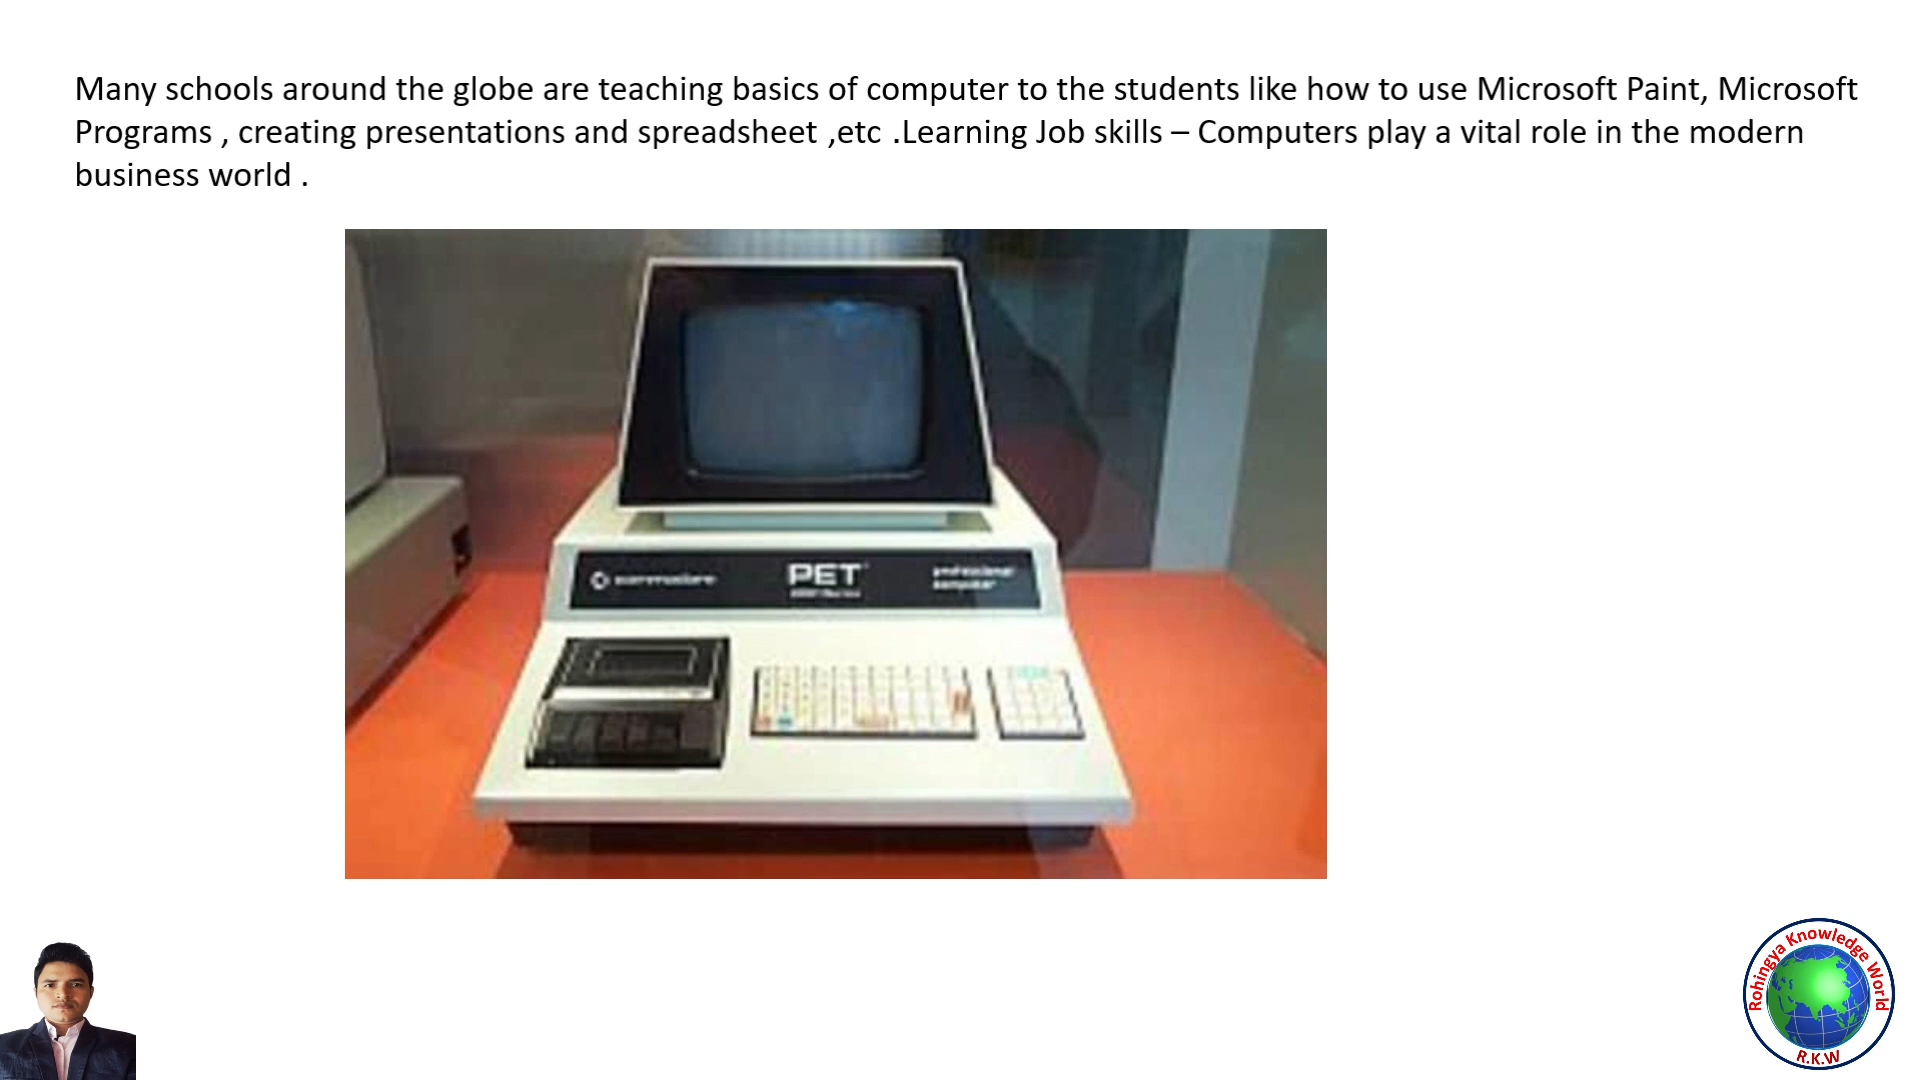 Many schools around the globe are teaching basics of computer to the students like how to use Microsoft Paint, Microsoft
Programs , creating presentations and spreadsheet ,etc .Learning Job skills – Computers play a vital role in the modern
business world .
commodore
PET
professional
computer
Rohingya Knowledge World
R.K.W